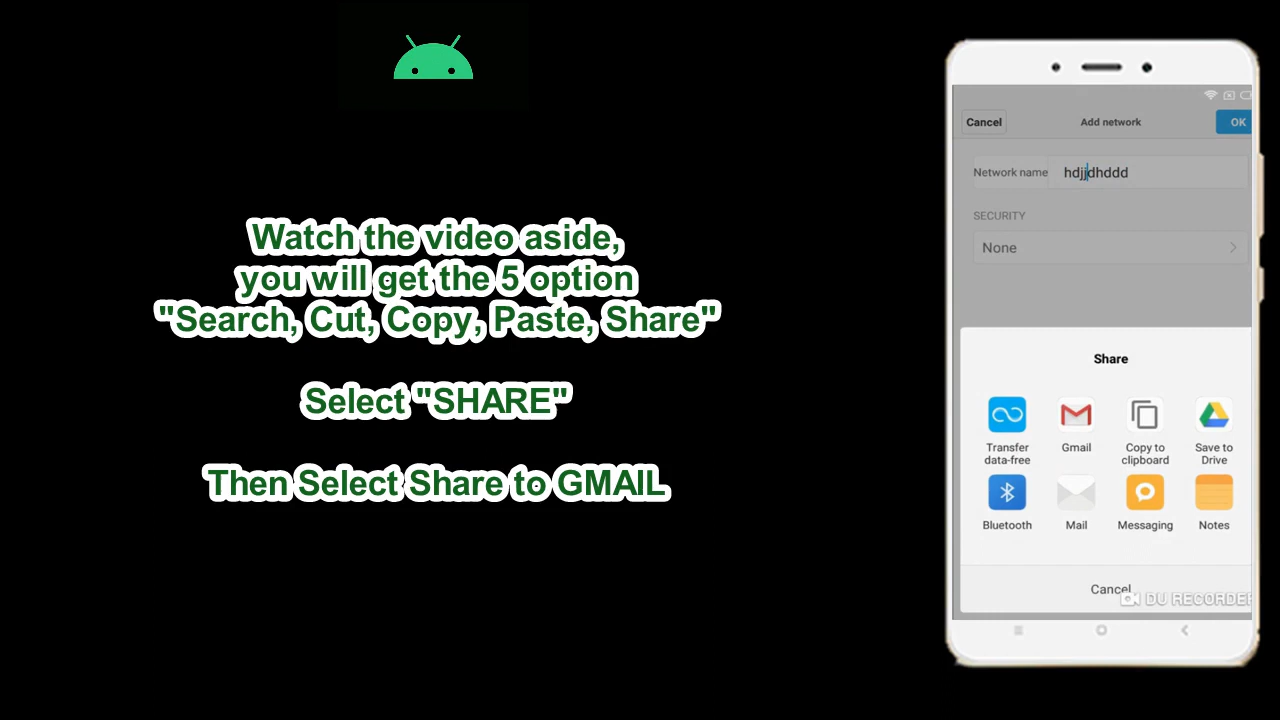 Watch the video aside,
you will get the 5 option
"Search, Cut, Copy, Paste, Share"
Select "SHARE"
Then Select Share to GMAIL
Cancel
Add network
OK
Network name
hdjjdhddd
SECURITY
None
Share
Transfer
data-free
Gmail
Copy to
clipboard
Save to
Drive
Bluetooth
Mail
Messaging
Notes
Cancel
DU RECORDER